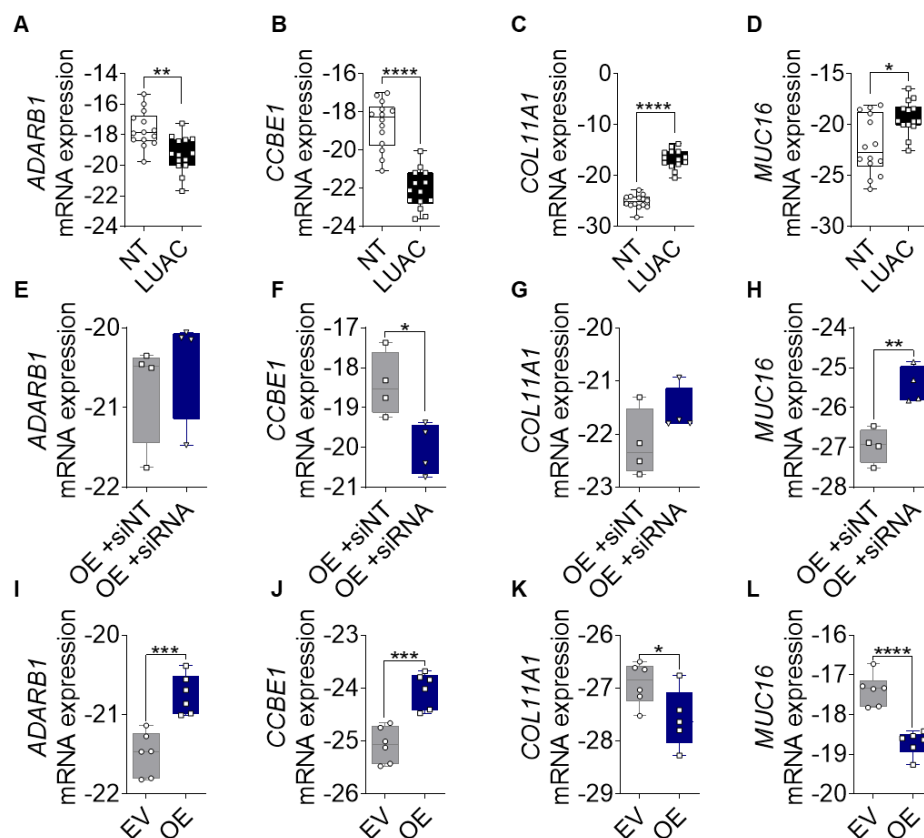 A
ADARB1
mRNA expression
-14
-16
-18
-20
-22
-24
**
NT
LUAC
B
CCBE1
mRNA expression
-16
-18
-20
-22
-24
****
NT
LUAC
C
COL11A1
mRNA expression
0
-10
-20
-30
****
NT
LUAC
D
MUC16
mRNA expression
-15
-20
-25
-30
*
NT
LUAC
E
ADARB1
mRNA expression
-20
-21
-22
OE +siNT
OE +siRNA
F
CCBE1
mRNA expression
-17
-18
-19
-20
-21
*
OE +siNT
OE +siRNA
G
COL11A1
mRNA expression
-20
-21
-22
-23
OE +siNT
OE +siRNA
H
MUC16
mRNA expression
-24
-25
-26
-27
-28
**
OE +siNT
OE +siRNA
I
ADARB1
mRNA expression
-20
-21
-22
***
EV
OE
J
CCBE1
mRNA expression
-23
-24
-25
-26
***
EV
OE
K
COL11A1
mRNA expression
-26
-27
-28
-29
*
EV
OE
L
MUC16
mRNA expression
-16
-17
-18
-19
-20
****
EV
OE